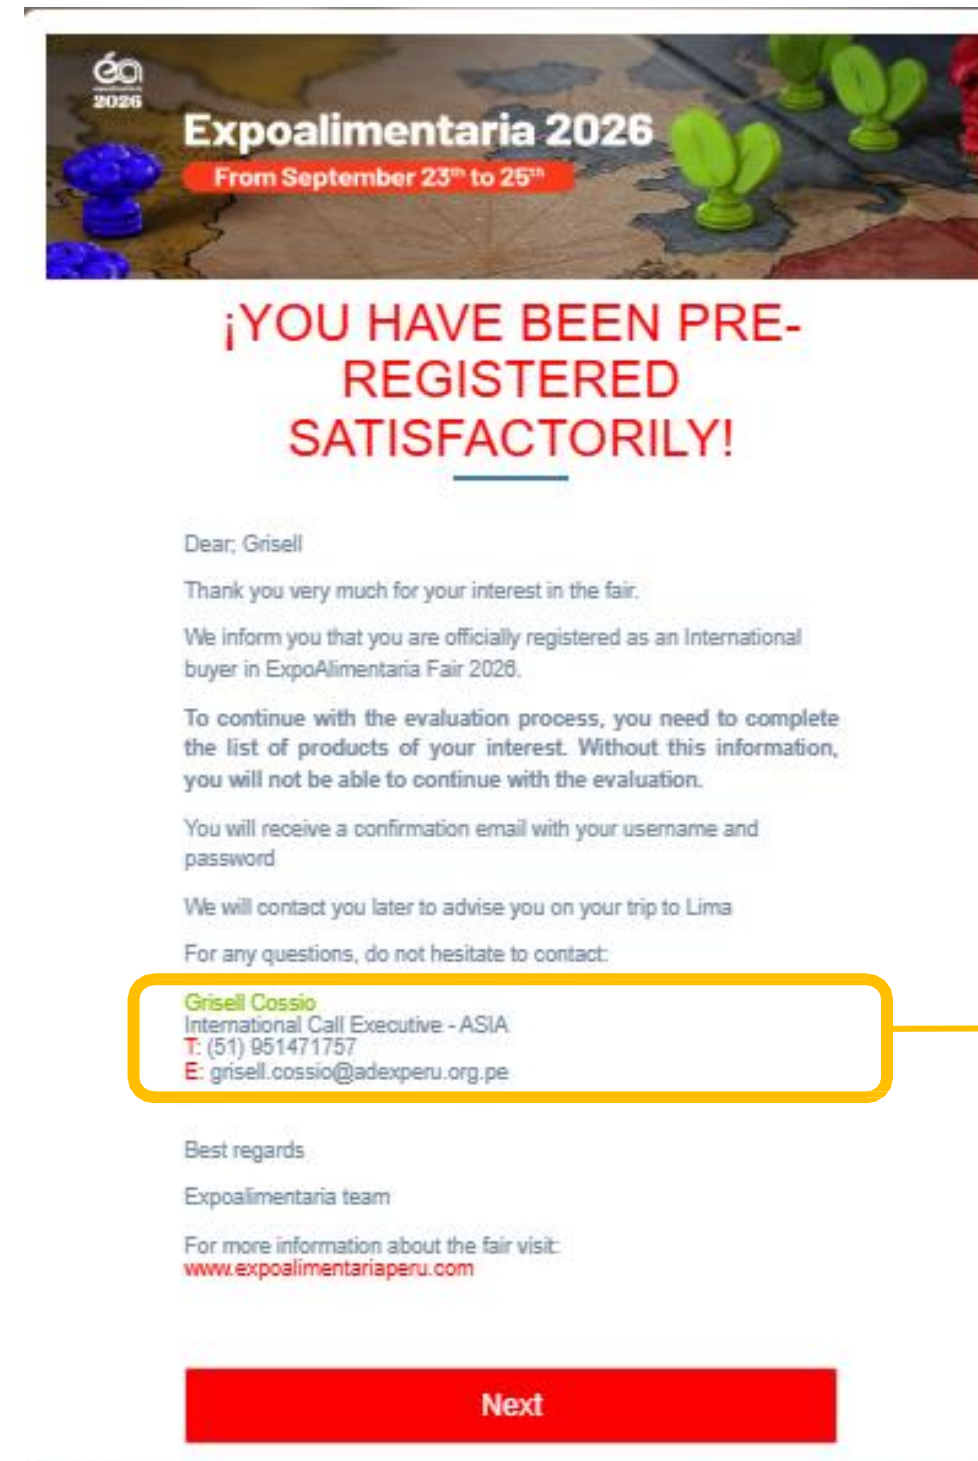 éa
2026
Expoalimentaria 2026
From September 23th to 25th
¡YOU HAVE BEEN PRE-
REGISTERED
SATISFACTORILY!
Dear; Grisell
Thank you very much for your interest in the fair.
We inform you that you are officially registered as an International
buyer in ExpoAlimentaria Fair 2026.
To continue with the evaluation process, you need to complete
the list of products of your interest. Without this information,
you will not be able to continue with the evaluation.
You will receive a confirmation email with your username and
password
We will contact you later to advise you on your trip to Lima
For any questions, do not hesitate to contact:
Grisell Cossio
International Call Executive - ASIA
T: (51) 951471757
E: grisell.cossio@adexperu.org.pe
Best regards
Expoalimentaria team
For more information about the fair visit:
www.expoalimentariaperu.com
Next